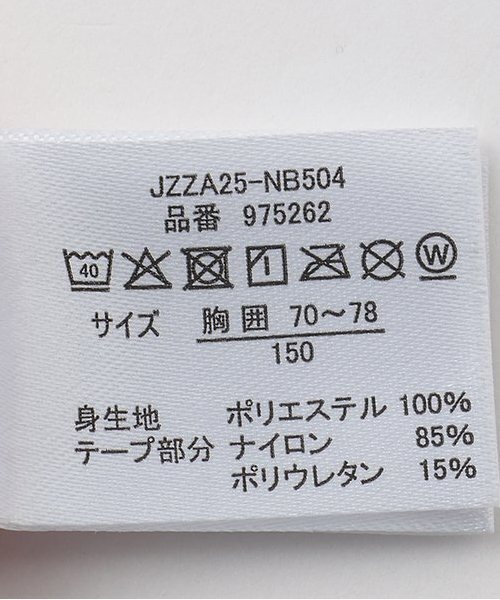 JZZA25-NB504
品番 975262
40 W
サイズ 胸囲 70〜78
150
身生地 ポリエステル 100%
テープ部分 ナイロン 85%
ポリウレタン 15%